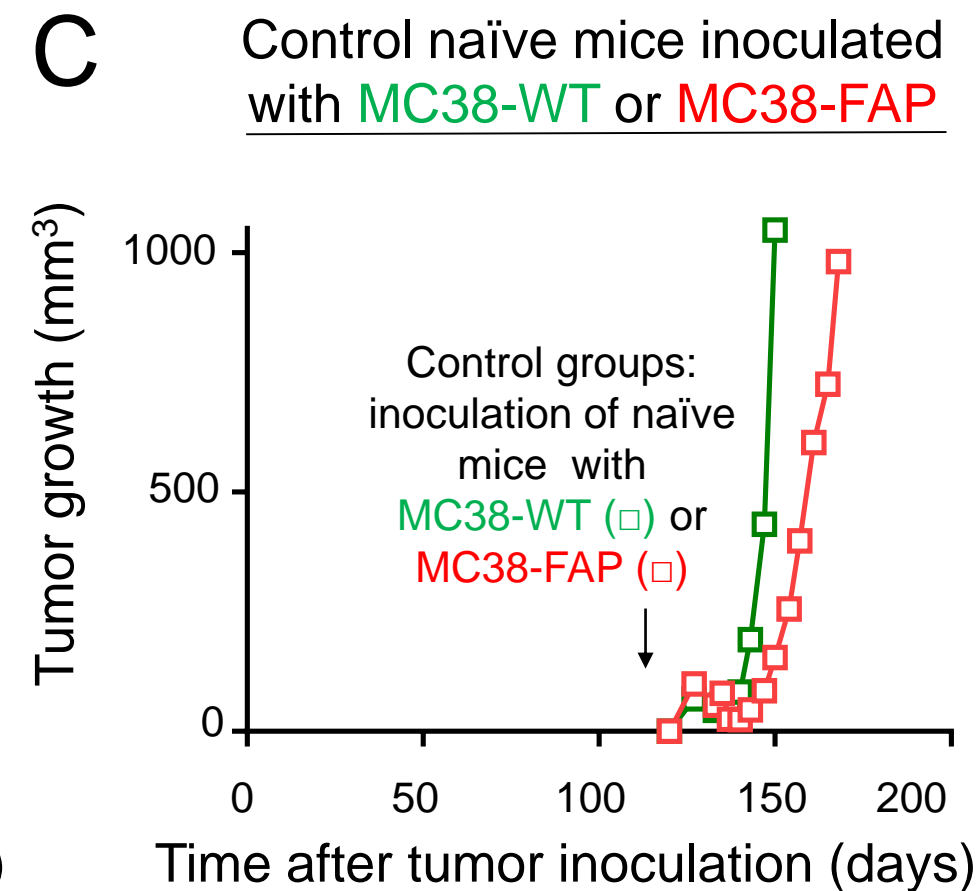 C
Control naïve mice inoculated
with MC38-WT or MC38-FAP
Tumor growth (mm³)
1000
500
0
Control groups:
inoculation of naïve
mice with
MC38-WT (□) or
MC38-FAP (□)
0 50 100 150 200
)
Time after tumor inoculation (days)